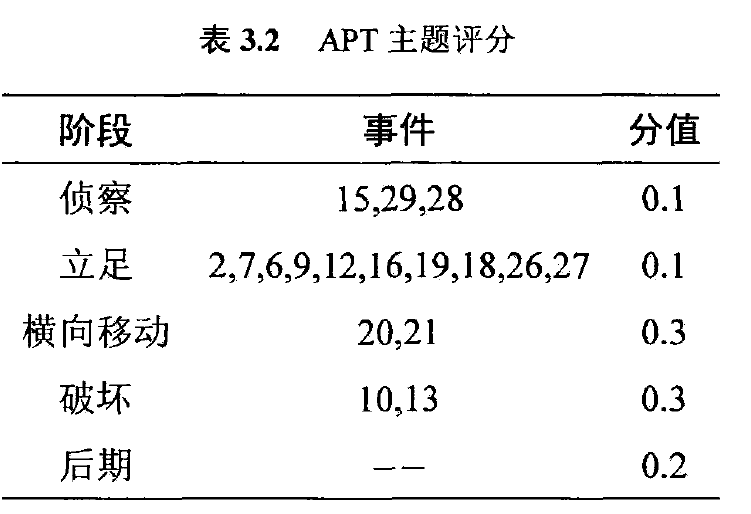 表 3.2 APT 主题评分
阶段 事件 分值
侦察 15,29,28 0.1
立足 2,7,6,9,12,16,19,18,26,27 0.1
横向移动 20,21 0.3
破坏 10,13 0.3
后期 —— 0.2